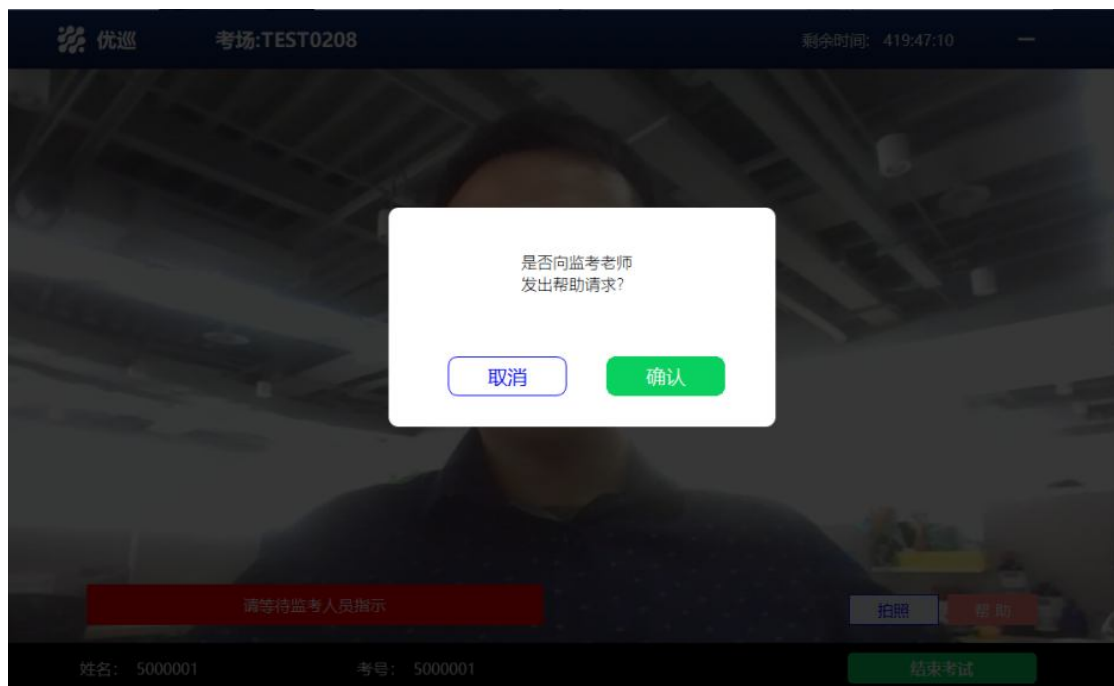 优巡 考场:TEST0208 剩余时间: 419:47:10
是否向监考老师
发出帮助请求?
取消 确认
请等待监考人员指示 拍照 帮助
姓名: 5000001 考号: 5000001 结束考试